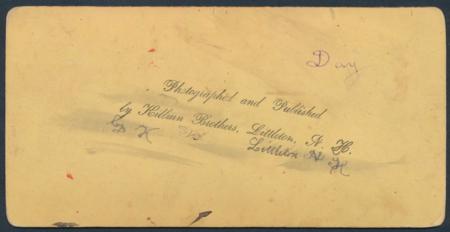 Day
Photographed and Published
by Kilburn Brothers, Littleton, N. H.
K
Littleton N H